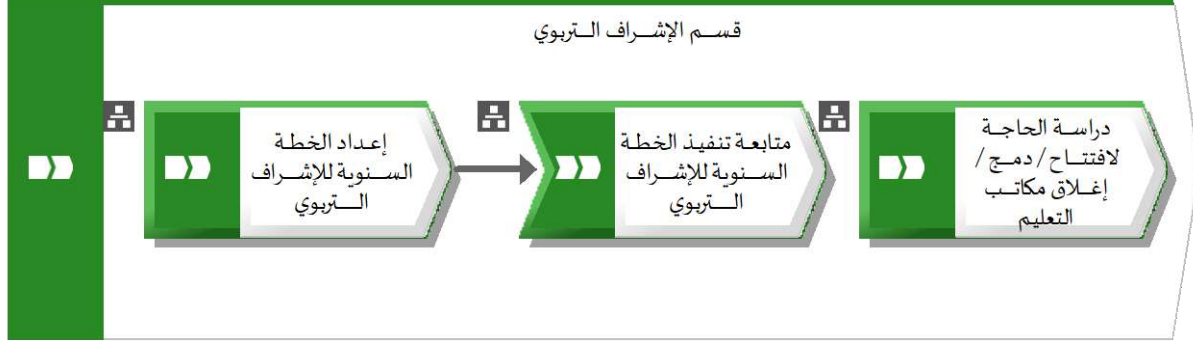 قسم الإشراف التربوي
إعداد الخطة
السنوية للإشراف
التربوي
متابعة تنفيذ الخطة
السنوية للإشراف
التربوي
دراسة الحاجة
لافتتاح / دمج /
إغلاق مكاتب
التعليم